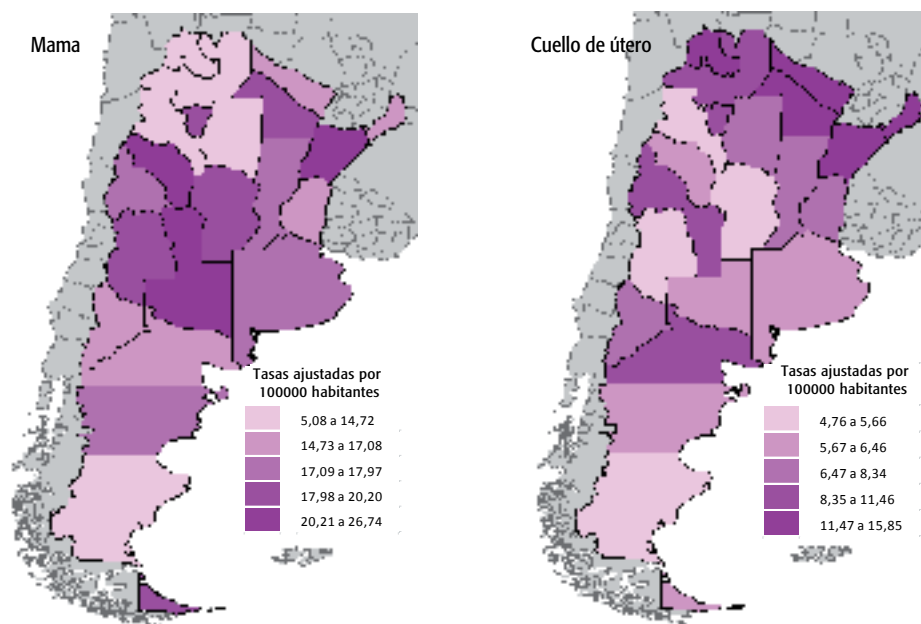 Mama
Tasas ajustadas por
100000 habitantes
5,08 a 14,72
14,73 a 17,08
17,09 a 17,97
17,98 a 20,20
20,21 a 26,74
Cuello de útero
Tasas ajustadas por
100000 habitantes
4,76 a 5,66
5,67 a 6,46
6,47 a 8,34
8,35 a 11,46
11,47 a 15,85